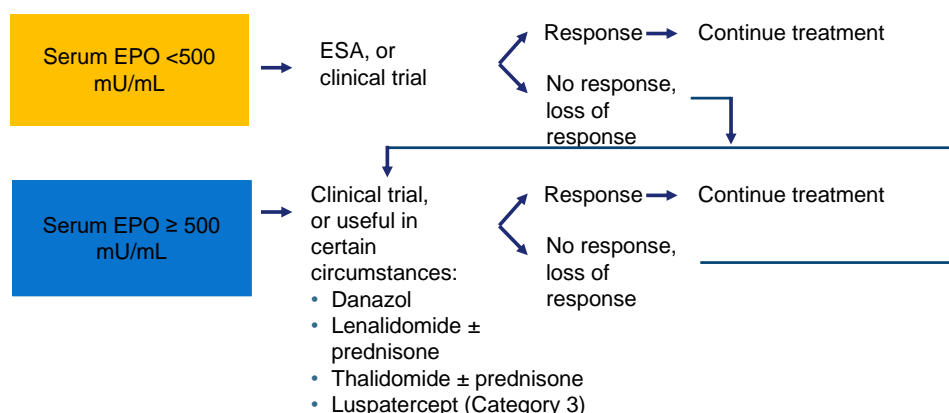 Serum EPO <500
mU/mL
ESA, or
clinical trial
Response
Continue treatment
No response,
loss of
response
Serum EPO ≥ 500
mU/mL
Clinical trial,
or useful in
certain
circumstances:
• Danazol
• Lenalidomide ±
prednisone
• Thalidomide ± prednisone
• Luspatercept (Category 3)
Response
Continue treatment
No response,
loss of
response